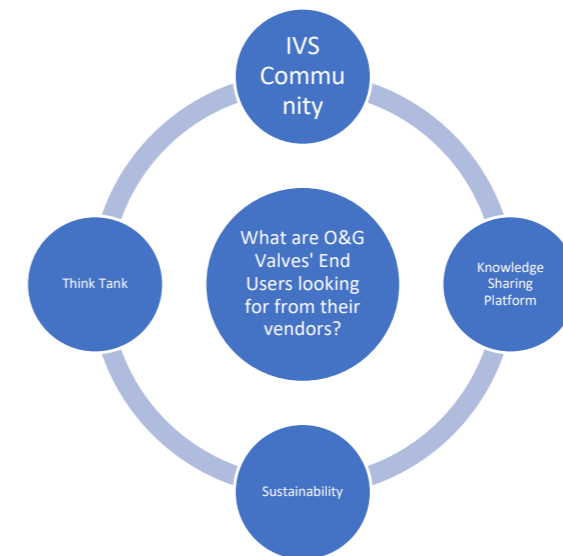 IVS
Commu
nity
What are O&G
Valves' End
Users looking
for from their
vendors?
Think Tank
Knowledge
Sharing
Platform
Sustainability